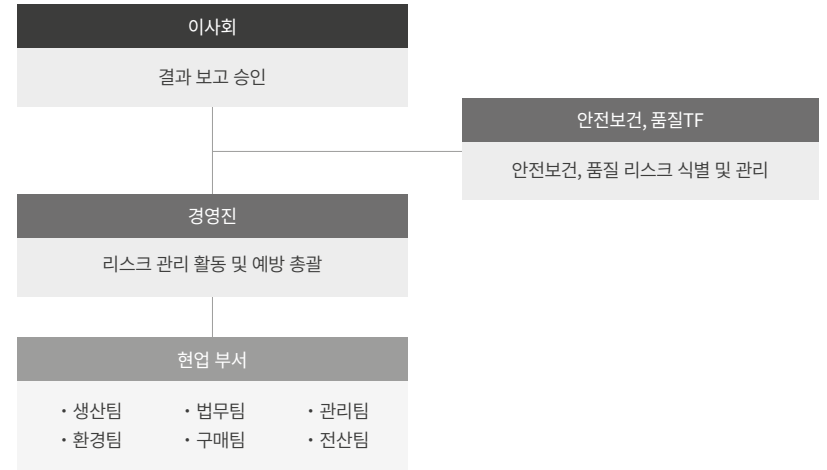 이사회
결과 보고 승인
안전보건, 품질TF
안전보건, 품질 리스크 식별 및 관리
경영진
리스크 관리 활동 및 예방 총괄
현업 부서
・생산팀 ・법무팀 ・관리팀
・환경팀 ・구매팀 ・전산팀